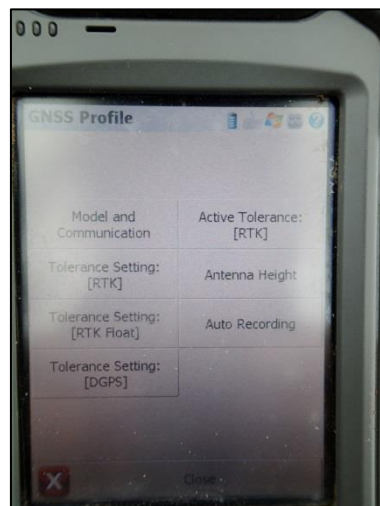 GNSS Profile
Model and
Communication
Active Tolerance:
[RTK]
Tolerance Setting:
[RTK]
Antenna Height
Tolerance Setting:
[RTK Float]
Auto Recording
Tolerance Setting:
[DGPS]
Close